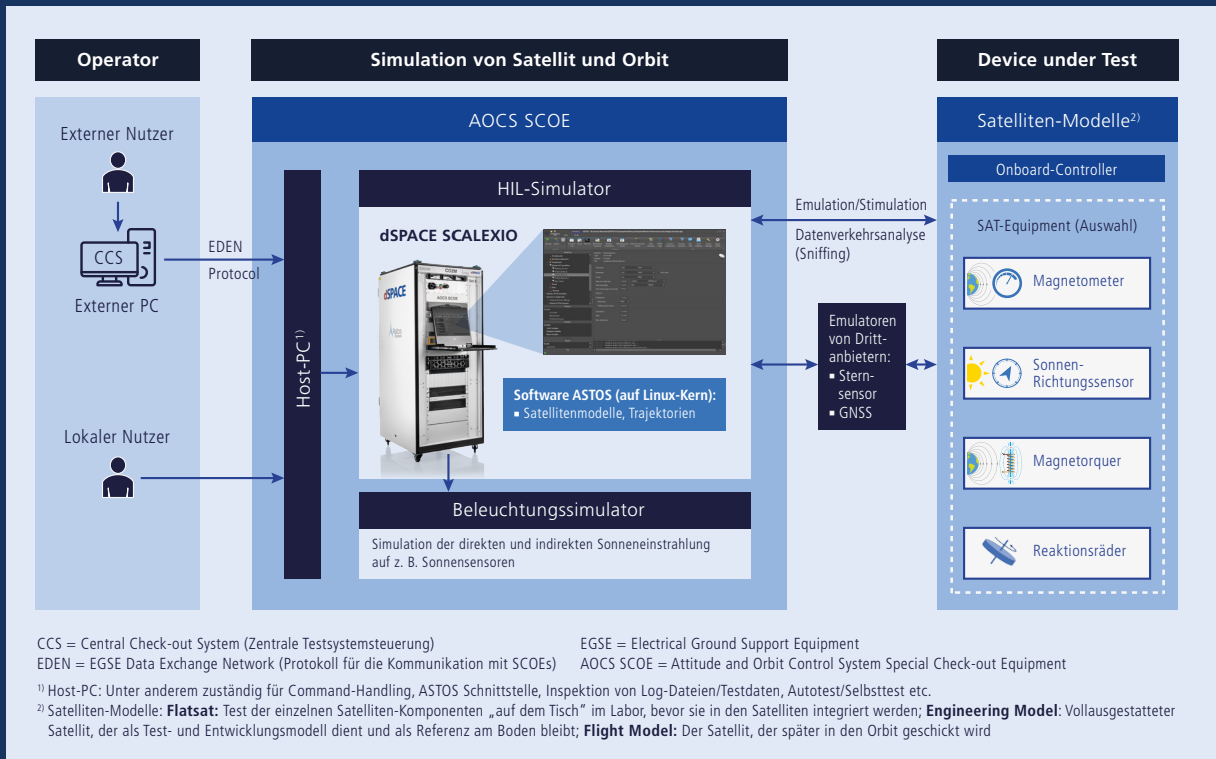 Operator
Simulation von Satellit und Orbit
Device under Test
Externer Nutzer
CCS
Externer PC
EDEN
Protocol
Lokaler Nutzer
AOCS SCOE
Host-PC¹⁾
HIL-Simulator
dSPACE SCALEXIO
dSPACE
Software ASTOS (auf Linux-Kern):
▪ Satellitenmodelle, Trajektorien
Beleuchtungssimulator
Simulation der direkten und indirekten Sonneneinstrahlung
auf z. B. Sonnensensoren
Emulation/Stimulation
Datenverkehrsanalyse
(Sniffing)
Emulatoren
von Dritt-
anbietern:
▪ Stern-
sensor
▪ GNSS
Satelliten-Modelle²⁾
Onboard-Controller
SAT-Equipment (Auswahl)
Magnetometer
Sonnen-
Richtungssensor
Magnetorquer
Reaktionsräder
CCS = Central Check-out System (Zentrale Testsystemsteuerung)
EDEN = EGSE Data Exchange Network (Protokoll für die Kommunikation mit SCOEs)
EGSE = Electrical Ground Support Equipment
AOCS SCOE = Attitude and Orbit Control System Special Check-out Equipment
¹⁾ Host-PC: Unter anderem zuständig für Command-Handling, ASTOS Schnittstelle, Inspektion von Log-Dateien/Testdaten, Autotest/Selbsttest etc.
²⁾ Satelliten-Modelle: Flatsat: Test der einzelnen Satelliten-Komponenten „auf dem Tisch“ im Labor, bevor sie in den Satelliten integriert werden; Engineering Model: Vollausgestatteter
Satellit, der als Test- und Entwicklungsmodell dient und als Referenz am Boden bleibt; Flight Model: Der Satellit, der später in den Orbit geschickt wird